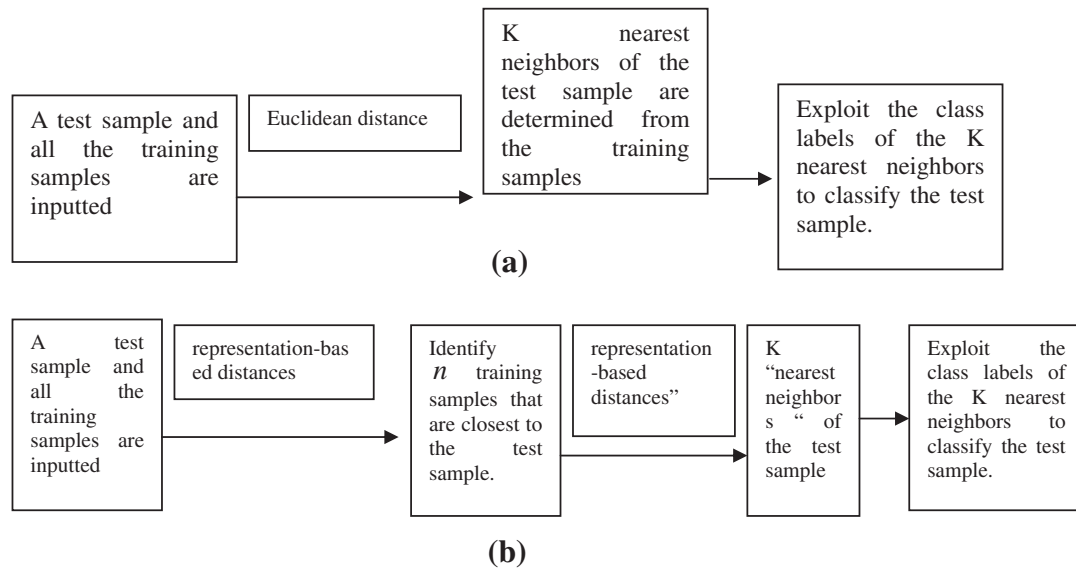 A test sample and
all the training
samples are
inputted
Euclidean distance
K nearest
neighbors of the
test sample are
determined from
the training
samples
Exploit the class
labels of the K
nearest neighbors
to classify the test
sample.
(a)
A test
sample and
all the
training
samples are
inputted
representation-bas
ed distances
Identify
n training
samples that
are closest to
the test
sample.
representation
-based
distances”
K
“nearest
neighbor
s “ of
the test
sample
Exploit the
class labels of
the K nearest
neighbors to
classify the test
sample.
(b)